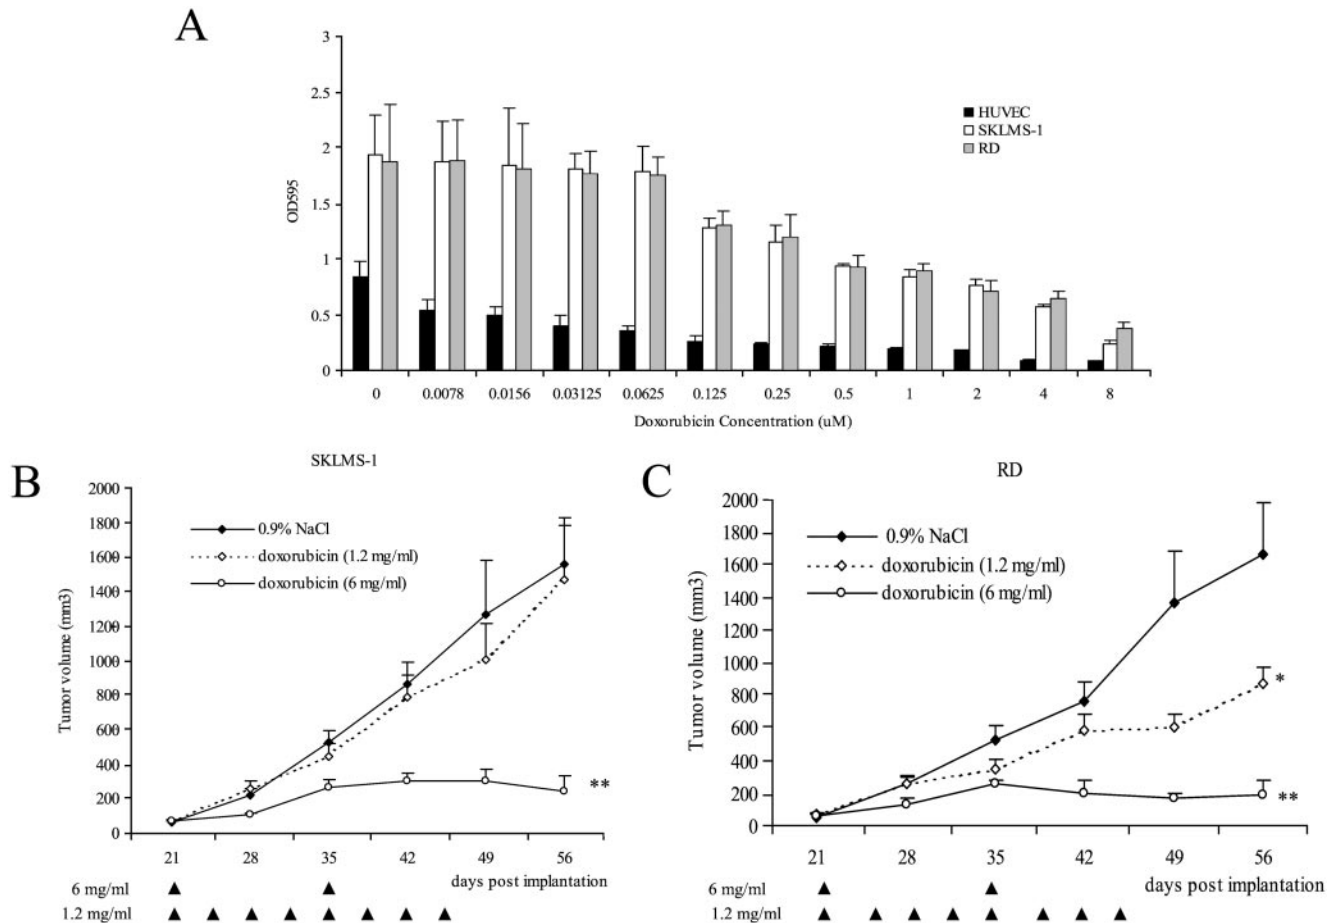 A
3
2.5
2
1.5
1
0.5
0
OD595
HUVEC
SKLMS-1
RD
0 0.0078 0.0156 0.03125 0.0625 0.125 0.25 0.5 1 2 4 8
Doxorubicin Concentration (uM)
B
SKLMS-1
2000
1800
1600
1400
1200
1000
800
600
400
200
0
Tumor volume (mm3)
0.9% NaCl
doxorubicin (1.2 mg/ml)
doxorubicin (6 mg/ml)
**
21 28 35 42 49 56
days post implantation
6 mg/ml
1.2 mg/ml
C
RD
2000
1800
1600
1400
1200
1000
800
600
400
200
0
Tumor volume (mm3)
0.9% NaCl
doxorubicin (1.2 mg/ml)
doxorubicin (6 mg/ml)
*
**
21 28 35 42 49 56
days post implantation
6 mg/ml
1.2 mg/ml